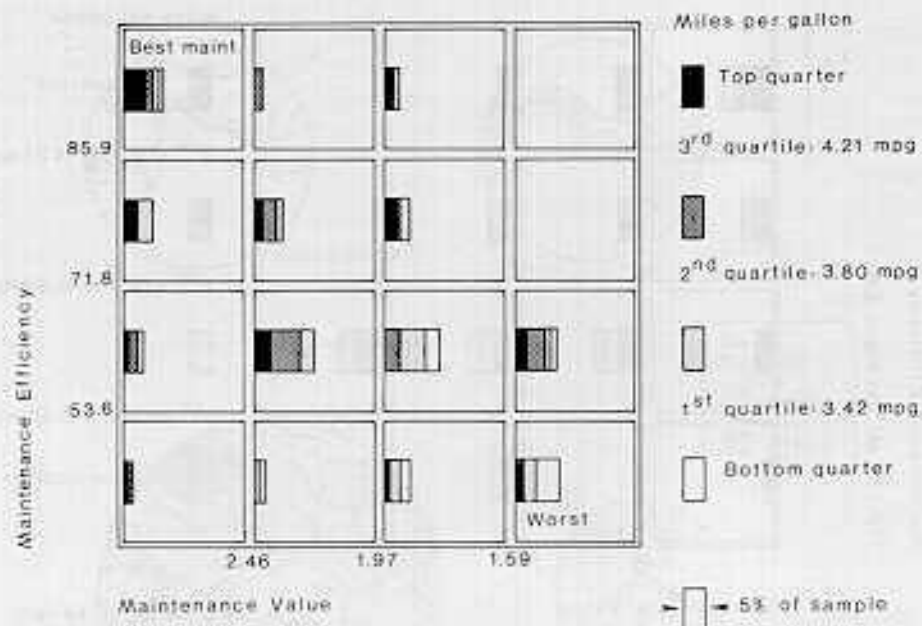 Miles per gallon
Best maint.
Top quarter
85.9
3rd quartile: 4.21 mpg
71.8
2nd quartile: 3.80 mpg
Maintenance Efficiency
53.6
1st quartile: 3.42 mpg
Bottom quarter
Worst
2.46 1.97 1.59
Maintenance Value
5% of sample